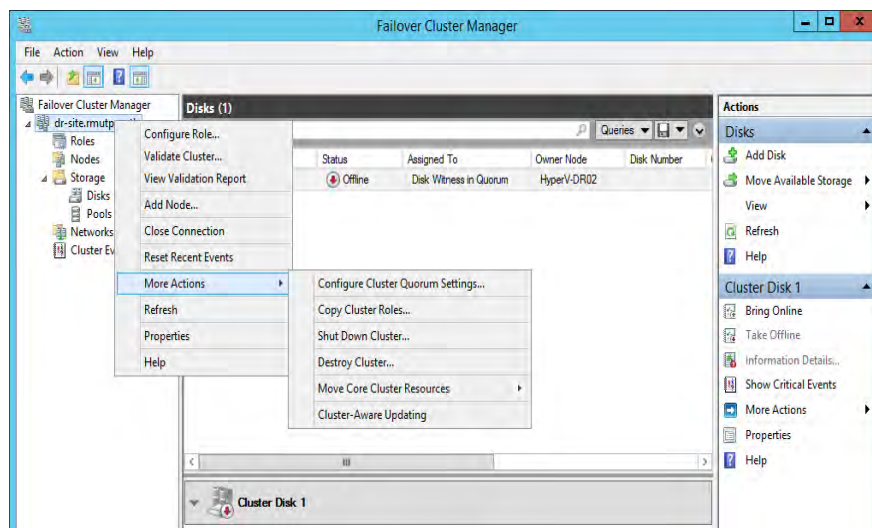 Failover Cluster Manager
File Action View Help
Failover Cluster Manager
dr-site.rmutp
Roles
Nodes
Storage
Disks
Pools
Networks
Cluster Ev
Disks (1)
Queries
Status Assigned To Owner Node Disk Number
Offline Disk Witness in Quorum HyperV-DR02
Configure Role...
Validate Cluster...
View Validation Report
Add Node...
Close Connection
Reset Recent Events
More Actions
Refresh
Properties
Help
Configure Cluster Quorum Settings...
Copy Cluster Roles...
Shut Down Cluster...
Destroy Cluster...
Move Core Cluster Resources
Cluster-Aware Updating
Cluster Disk 1
Actions
Disks
Add Disk
Move Available Storage
View
Refresh
Help
Cluster Disk 1
Bring Online
Take Offline
Information Details...
Show Critical Events
More Actions
Properties
Help